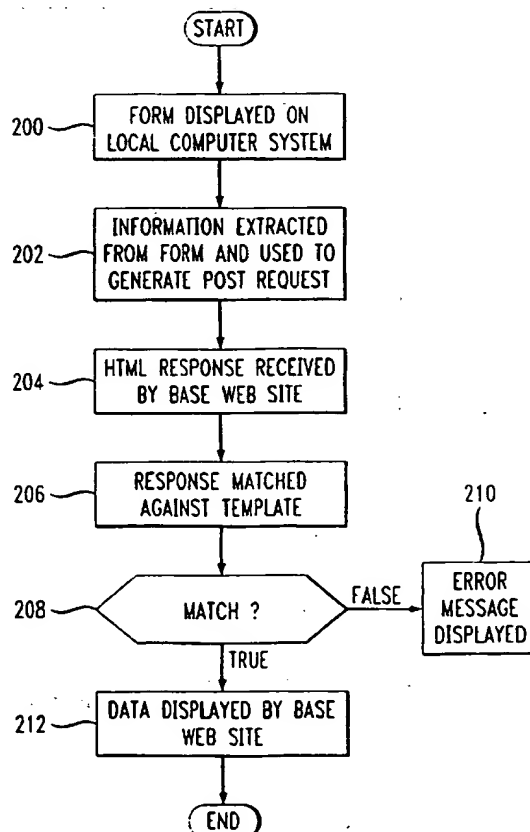 START
200
FORM DISPLAYED ON
LOCAL COMPUTER SYSTEM
202
INFORMATION EXTRACTED
FROM FORM AND USED TO
GENERATE POST REQUEST
204
HTML RESPONSE RECEIVED
BY BASE WEB SITE
206
RESPONSE MATCHED
AGAINST TEMPLATE
208
MATCH ?
FALSE
210
ERROR
MESSAGE
DISPLAYED
TRUE
212
DATA DISPLAYED BY BASE
WEB SITE
END